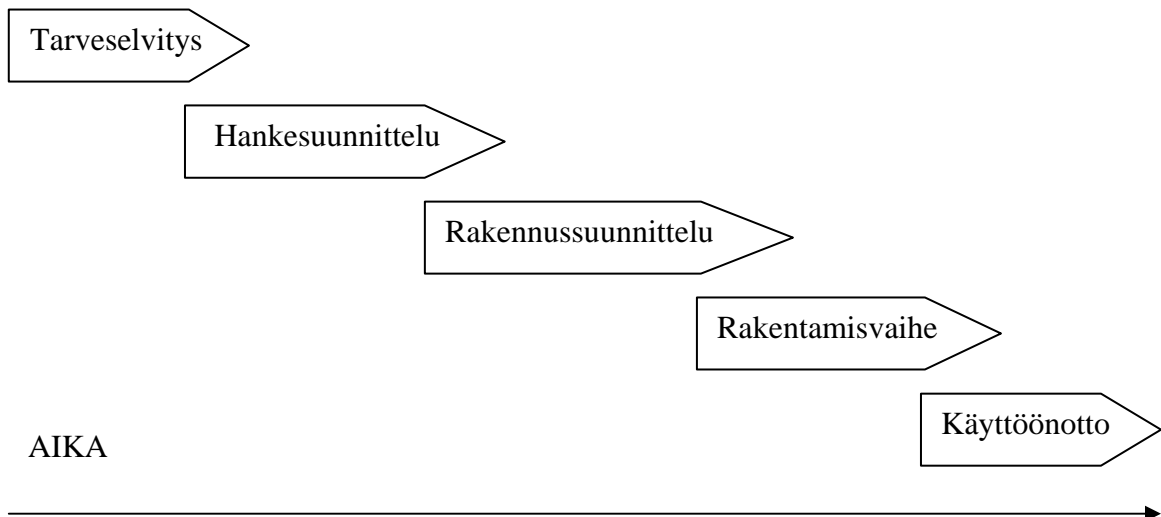 Tarveselvitys
Hankesuunnittelu
Rakennussuunnittelu
Rakentamisvaihe
Käyttöönotto
AIKA